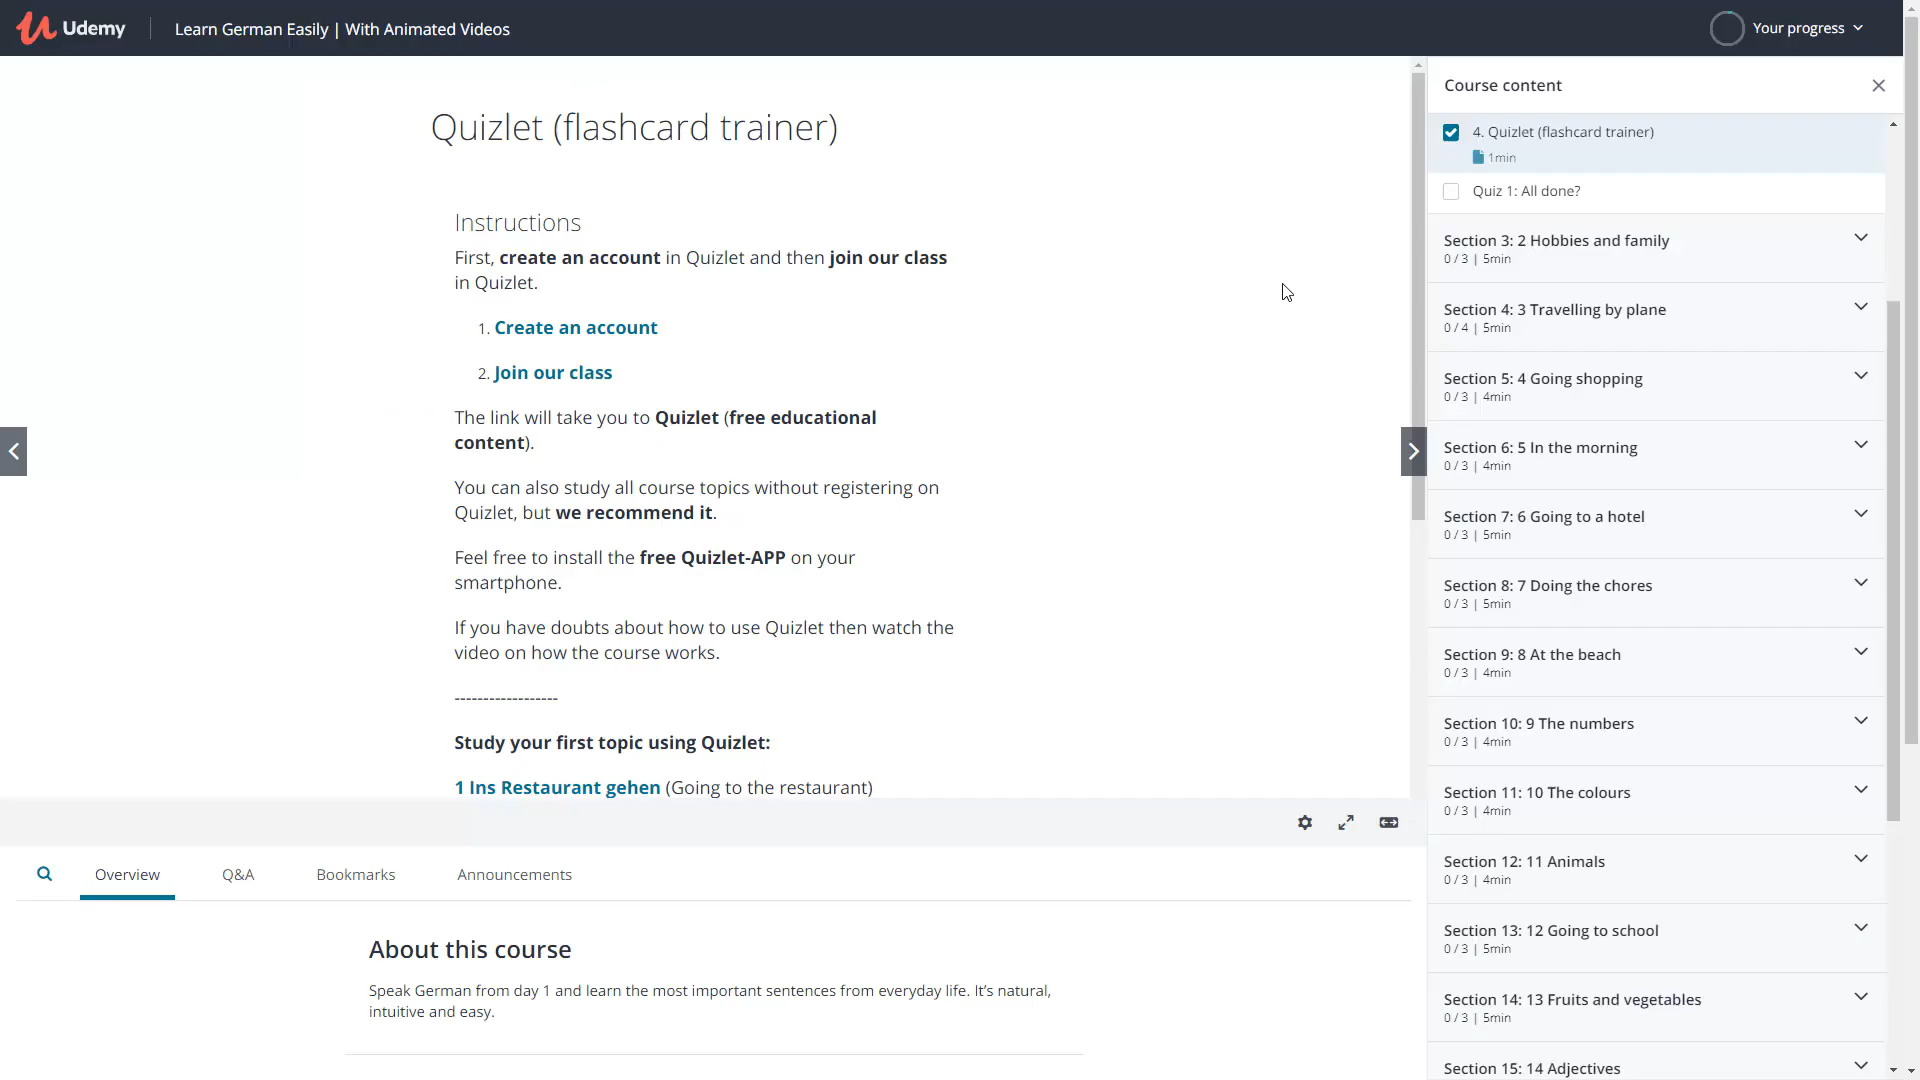 Udemy
Learn German Easily | With Animated Videos
Your progress
Quizlet (flashcard trainer)
Instructions
First, create an account in Quizlet and then join our class
in Quizlet.
1. Create an account
2. Join our class
The link will take you to Quizlet (free educational
content).
You can also study all course topics without registering on
Quizlet, but we recommend it.
Feel free to install the free Quizlet-APP on your
smartphone.
If you have doubts about how to use Quizlet then watch the
video on how the course works.
------------------
Study your first topic using Quizlet:
1 Ins Restaurant gehen (Going to the restaurant)
Overview
Q&A
Bookmarks
Announcements
About this course
Speak German from day 1 and learn the most important sentences from everyday life. It's natural,
intuitive and easy.
Course content
4. Quizlet (flashcard trainer)
1min
Quiz 1: All done?
Section 3: 2 Hobbies and family
0 / 3 | 5min
Section 4: 3 Travelling by plane
0 / 4 | 5min
Section 5: 4 Going shopping
0 / 3 | 4min
Section 6: 5 In the morning
0 / 3 | 4min
Section 7: 6 Going to a hotel
0 / 3 | 5min
Section 8: 7 Doing the chores
0 / 3 | 5min
Section 9: 8 At the beach
0 / 3 | 4min
Section 10: 9 The numbers
0 / 3 | 4min
Section 11: 10 The colours
0 / 3 | 4min
Section 12: 11 Animals
0 / 3 | 4min
Section 13: 12 Going to school
0 / 3 | 5min
Section 14: 13 Fruits and vegetables
0 / 3 | 5min
Section 15: 14 Adjectives